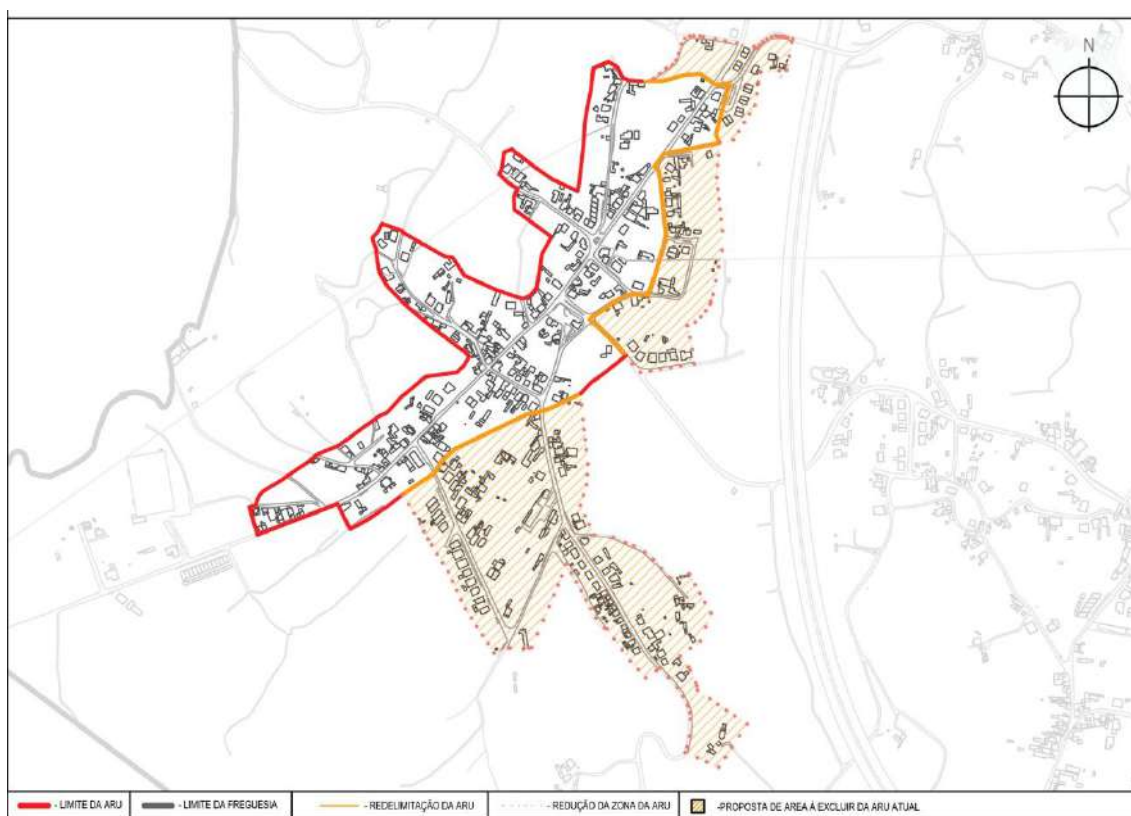 N
- LIMITE DA ARU - LIMITE DA FREGUESIA - REDELIMITAÇÃO DA ARU - REDUÇÃO DA ZONA DA ARU -PROPOSTA DE AREA À EXCLUIR DA ARU ATUAL